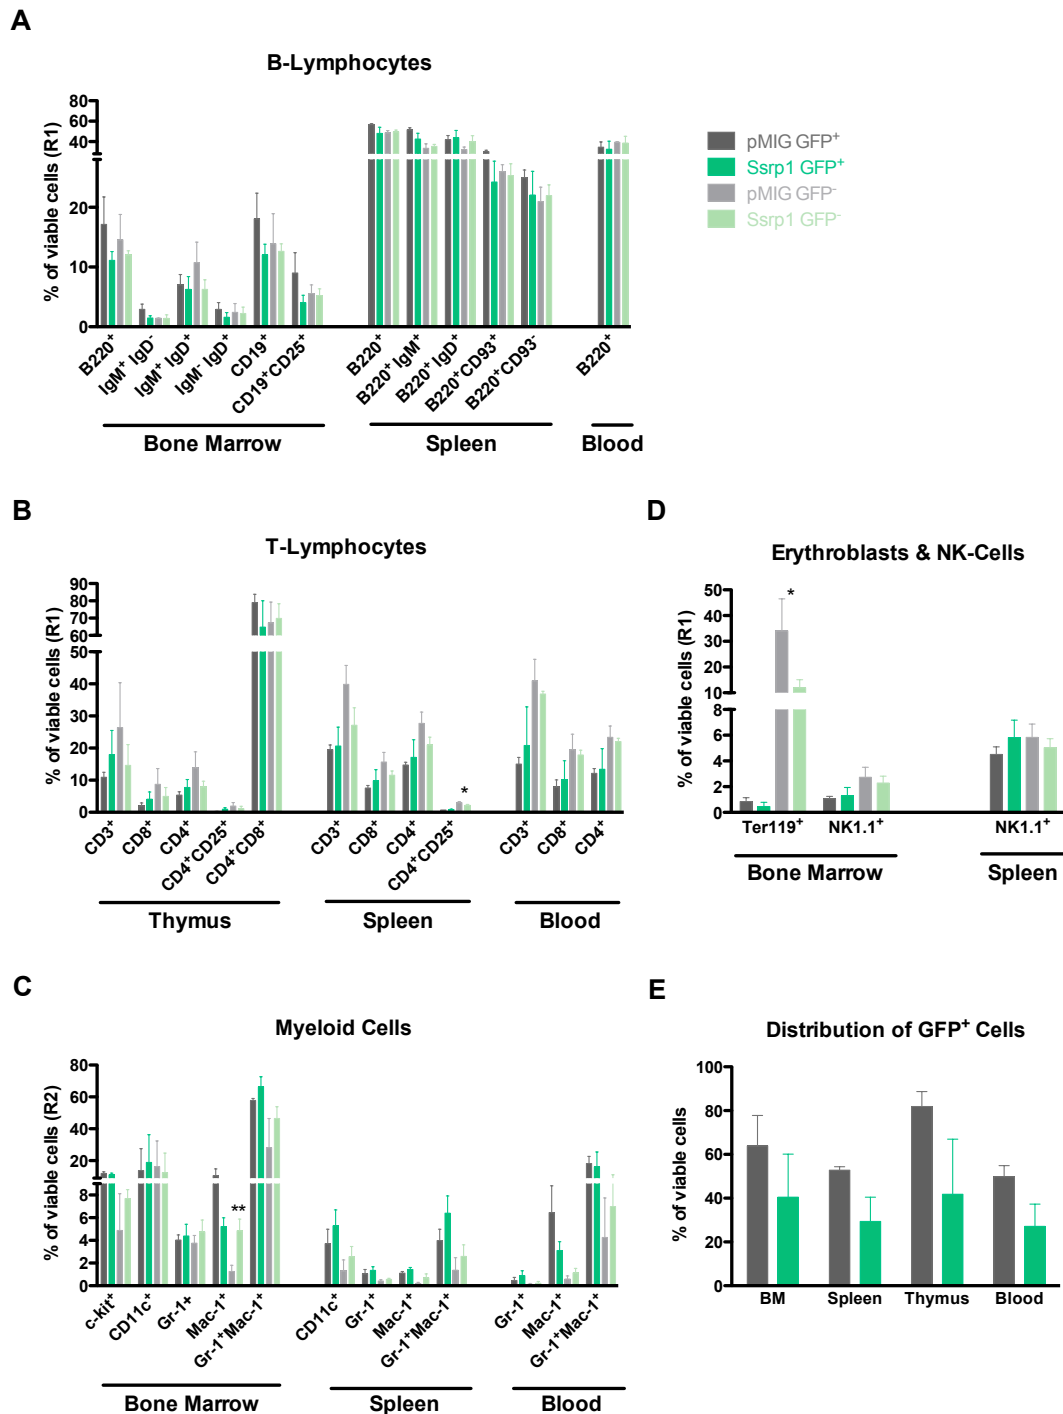 A
B-Lymphocytes
% of viable cells (R1)
80
60
40
20
10
0
B220⁺
IgM⁺ IgD⁻
IgM⁺ IgD⁺
IgM⁻ IgD⁺
CD19⁺
CD19⁺CD25⁺
B220⁺
B220⁺ IgM⁺
B220⁺ IgD⁺
B220⁺CD93⁺
B220⁺CD93⁻
B220⁺
Bone Marrow
Spleen
Blood
pMIG GFP⁺
Ssrp1 GFP⁺
pMIG GFP⁻
Ssrp1 GFP⁻
B
T-Lymphocytes
% of viable cells (R1)
90
80
70
60
50
40
30
20
10
0
*
CD3⁺
CD8⁺
CD4⁺
CD4⁺CD25⁺
CD4⁺CD8⁺
CD3⁺
CD8⁺
CD4⁺
CD4⁺CD25⁺
CD3⁺
CD8⁺
CD4⁺
Thymus
Spleen
Blood
D
Erythroblasts & NK-Cells
% of viable cells (R1)
50
40
30
20
10
8
6
4
2
0
*
Ter119⁺
NK1.1⁺
NK1.1⁺
Bone Marrow
Spleen
C
Myeloid Cells
% of viable cells (R2)
80
60
40
20
10
8
6
4
2
0
**
c-kit⁺
CD11c⁺
Gr-1+
Mac-1⁺
Gr-1⁺Mac-1⁺
CD11c⁺
Gr-1⁺
Mac-1⁺
Gr-1⁺Mac-1⁺
Gr-1⁺
Mac-1⁺
Gr-1⁺Mac-1⁺
Bone Marrow
Spleen
Blood
E
Distribution of GFP⁺ Cells
% of viable cells
100
80
60
40
20
0
BM
Spleen
Thymus
Blood